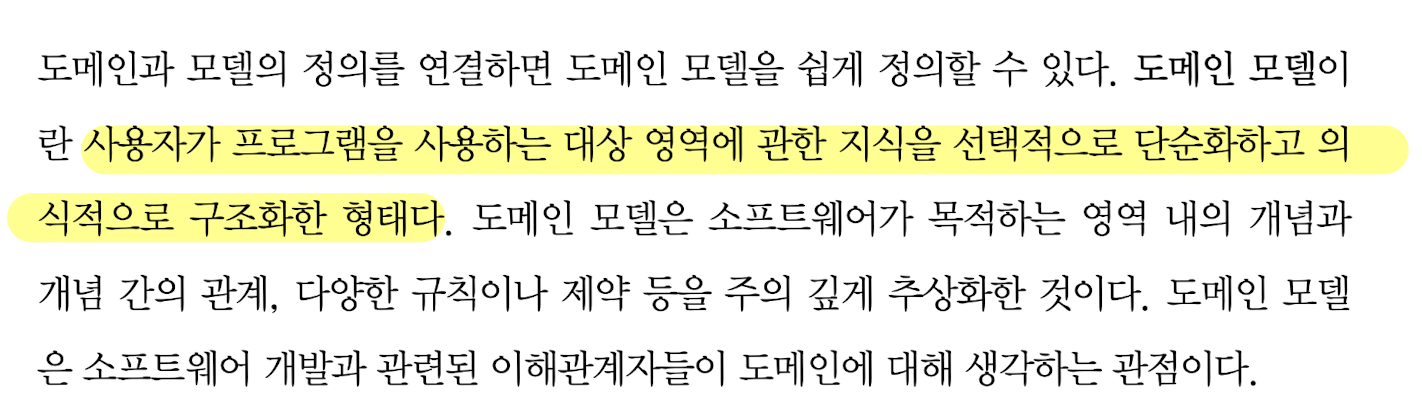 도메인과 모델의 정의를 연결하면 도메인 모델을 쉽게 정의할 수 있다. 도메인 모델이
란 사용자가 프로그램을 사용하는 대상 영역에 관한 지식을 선택적으로 단순화하고 의
식적으로 구조화한 형태다. 도메인 모델은 소프트웨어가 목적하는 영역 내의 개념과
개념 간의 관계, 다양한 규칙이나 제약 등을 주의 깊게 추상화한 것이다. 도메인 모델
은 소프트웨어 개발과 관련된 이해관계자들이 도메인에 대해 생각하는 관점이다.